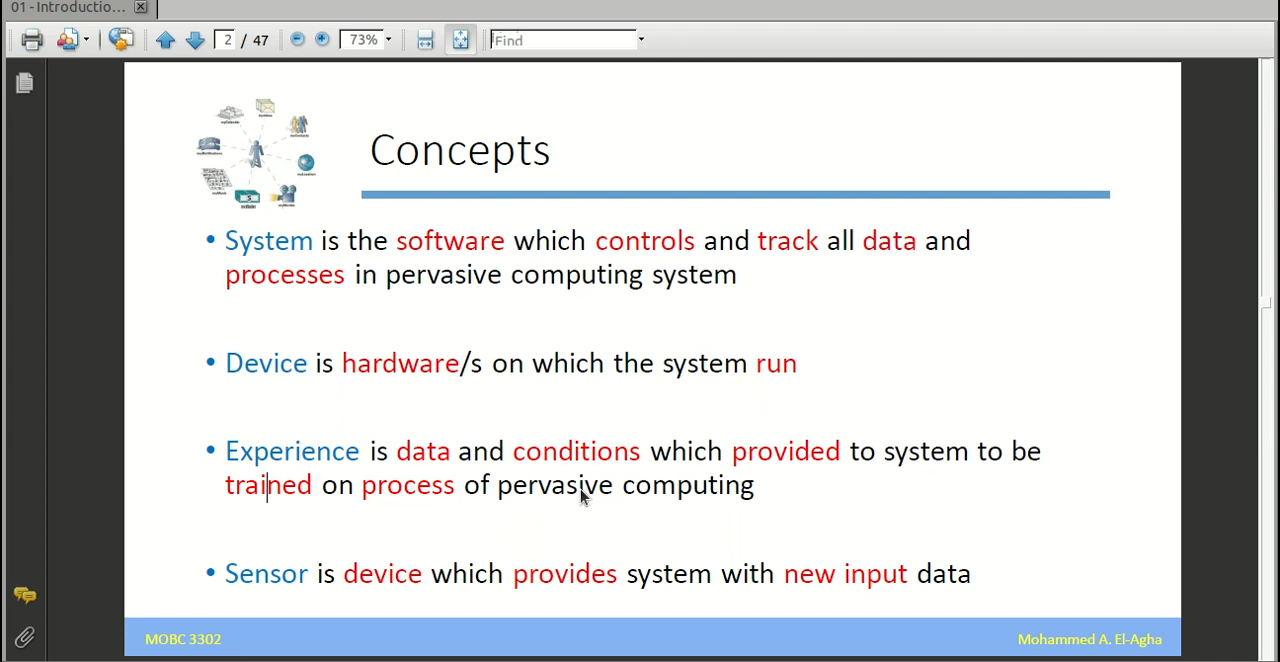 01 - Introductio...
2 / 47
73%
Find
Concepts
• System is the software which controls and track all data and
processes in pervasive computing system
• Device is hardware/s on which the system run
• Experience is data and conditions which provided to system to be
trained on process of pervasive computing
• Sensor is device which provides system with new input data
MOBC 3302
Mohammed A. El-Agha